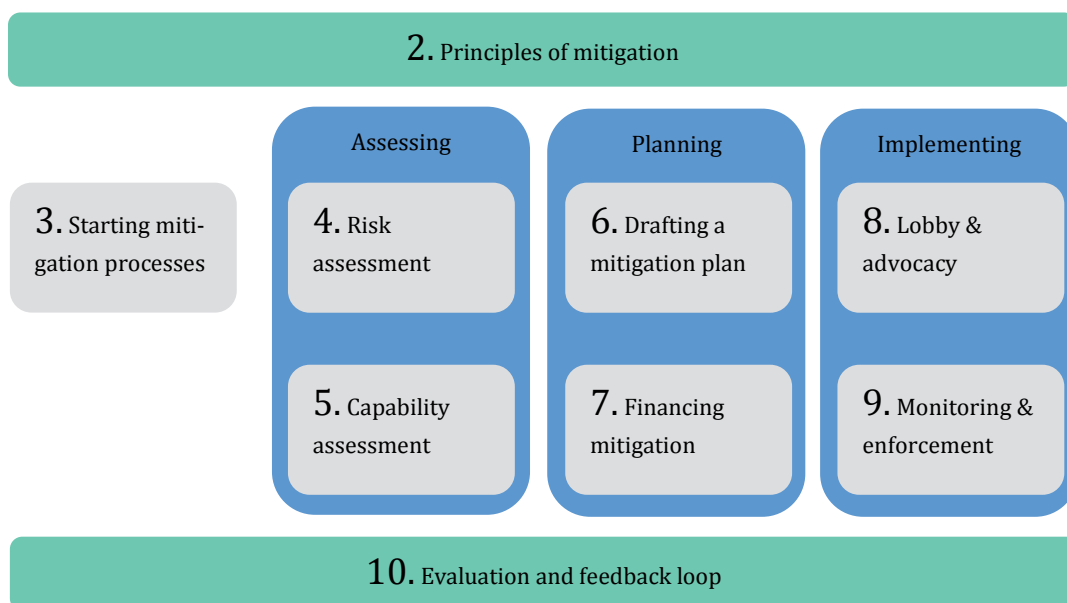 2. Principles of mitigation
Assessing
Planning
Implementing
3. Starting miti-
gation processes
4. Risk
assessment
6. Drafting a
mitigation plan
8. Lobby &
advocacy
5. Capability
assessment
7. Financing
mitigation
9. Monitoring &
enforcement
10. Evaluation and feedback loop